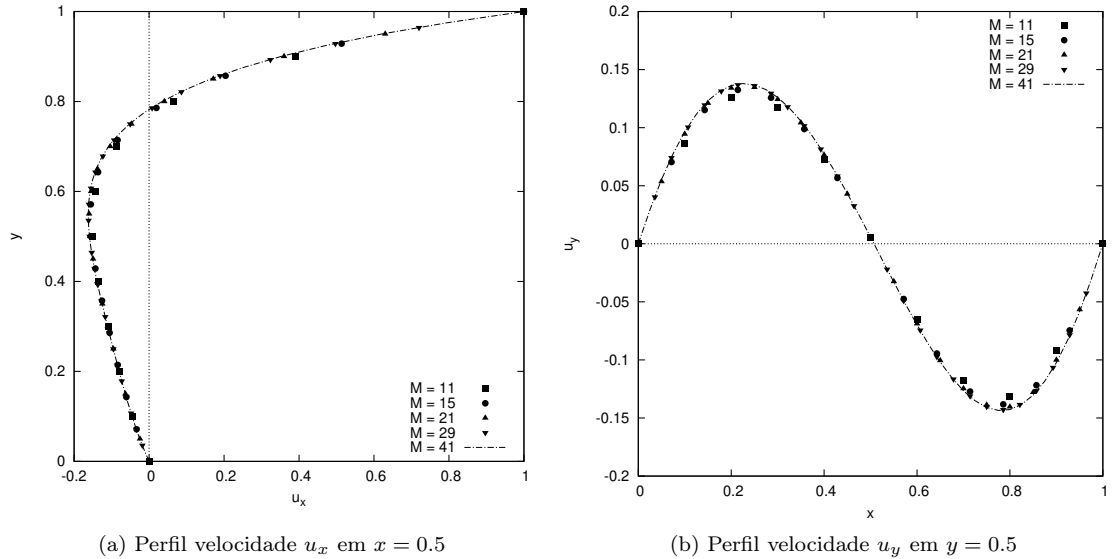 1
0.8
0.6
0.4
0.2
0
y
-0.2
0
0.2
0.4
0.6
0.8
1
u_x
M = 11
M = 15
M = 21
M = 29
M = 41
(a) Perfil velocidade u_x em x = 0.5
0.2
0.15
0.1
0.05
0
-0.05
-0.1
-0.15
-0.2
u_y
0
0.2
0.4
0.6
0.8
1
x
M = 11
M = 15
M = 21
M = 29
M = 41
(b) Perfil velocidade u_y em y = 0.5